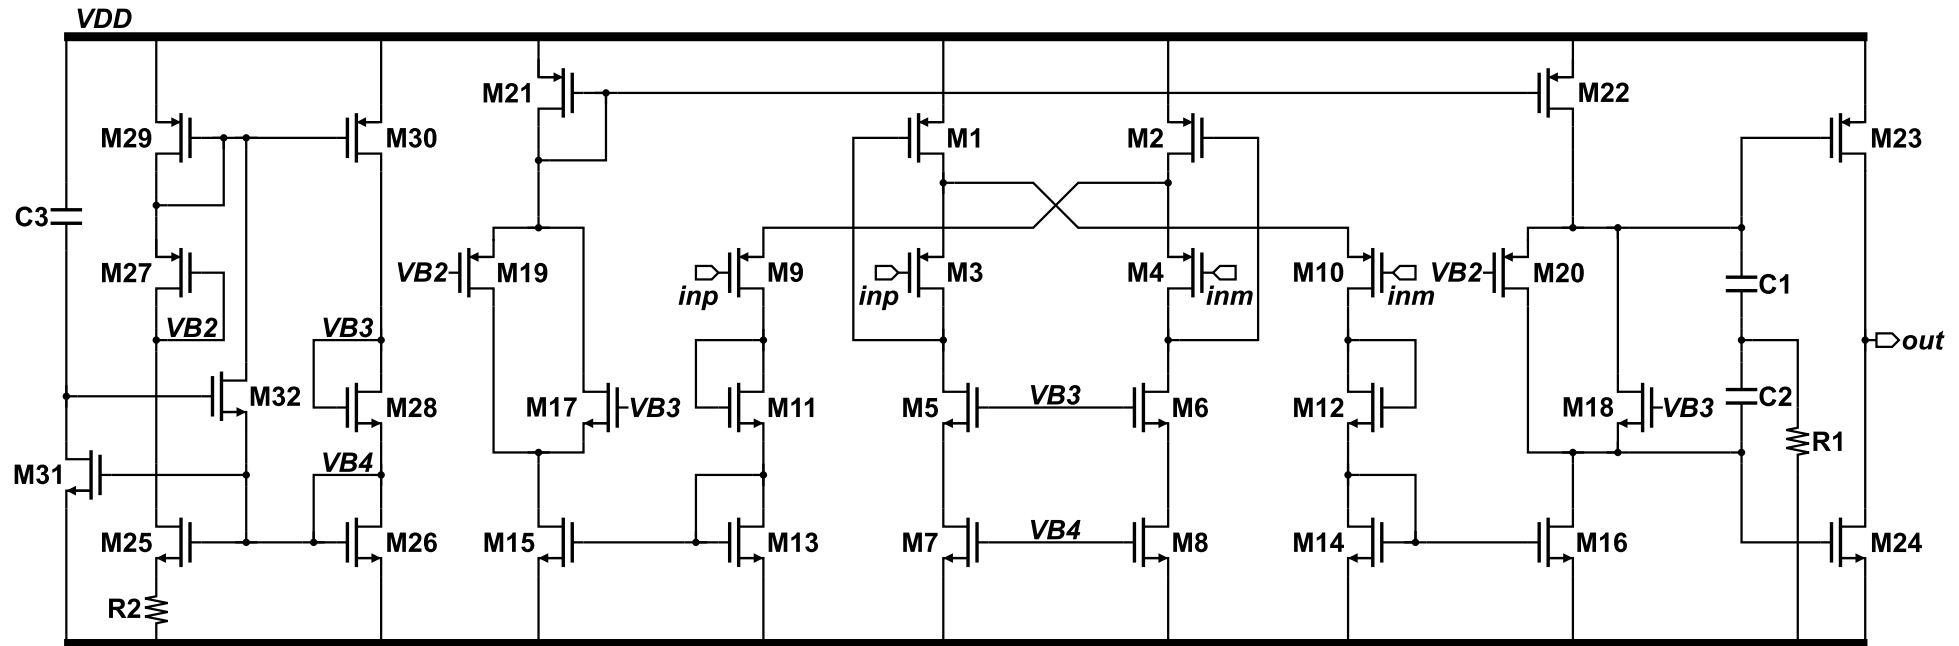 VDD
M21
M22
M29
M30
M1
M2
M23
C3
M27
VB2
M19
M9
M3
M4
M10
VB2
M20
C1
inp
inp
inm
inm
VB2
VB3
out
M32
M28
M17
VB3
M11
M5
VB3
M6
M12
M18
VB3
C2
R1
M31
VB4
M25
M26
M15
M13
M7
VB4
M8
M14
M16
M24
R2